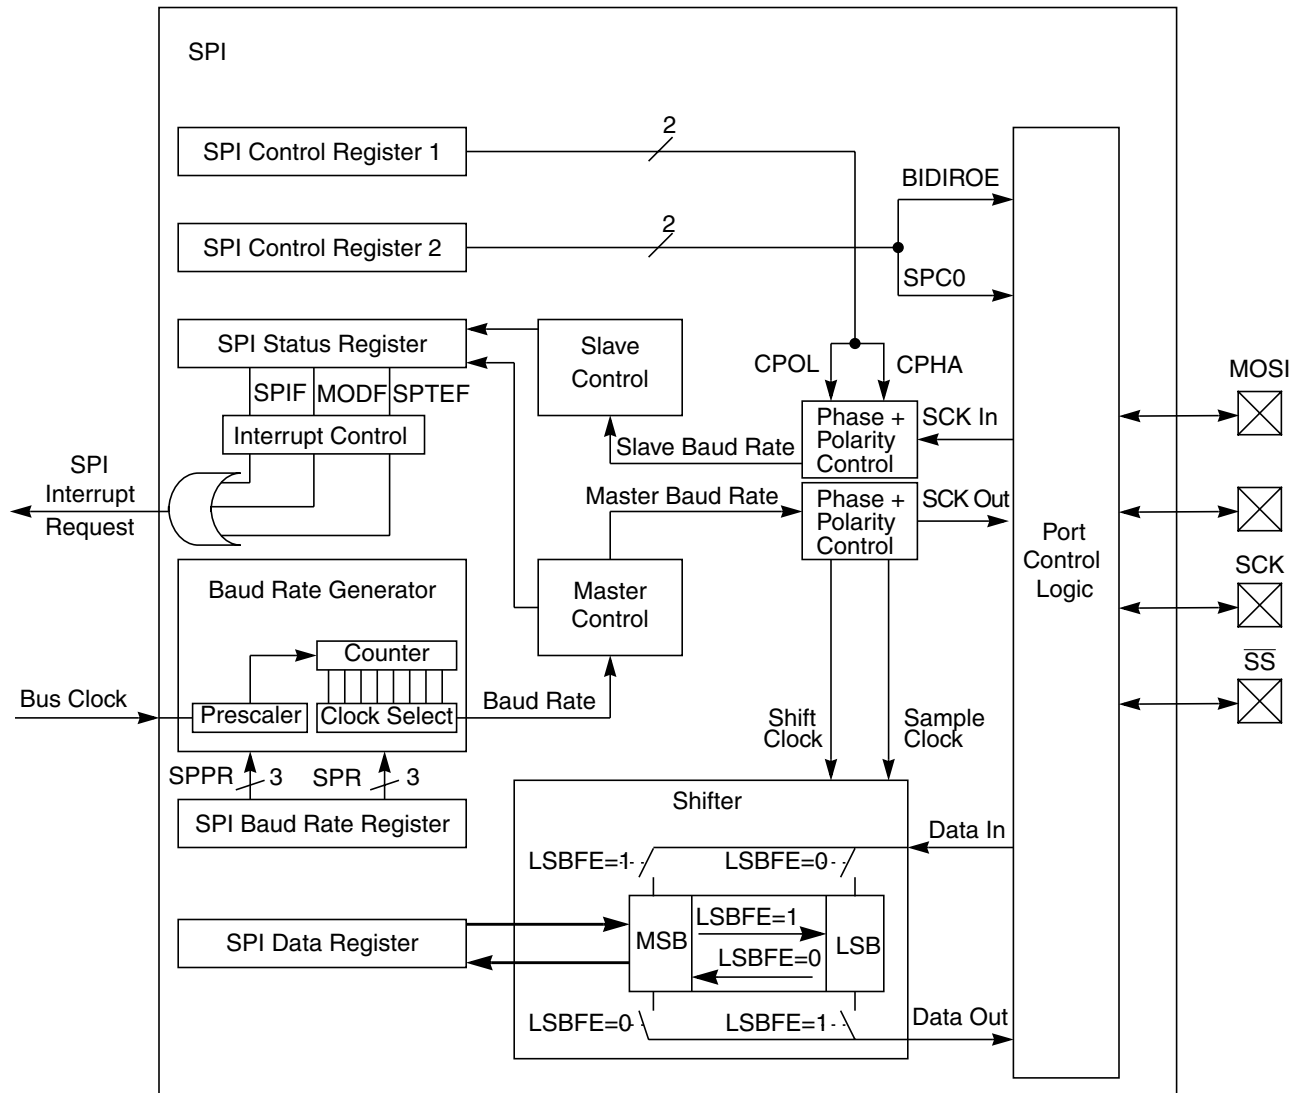 SPI
SPI Control Register 1
2
BIDIROE
SPI Control Register 2
2
SPC0
SPI Status Register
Slave
Control
CPOL
CPHA
MOSI
SPIF
MODF
SPTEF
Interrupt Control
Phase +
Polarity
Control
SCK In
Slave Baud Rate
SPI
Interrupt
Request
Master Baud Rate
Phase +
Polarity
Control
SCK Out
Port
Control
Logic
SCK
Baud Rate Generator
Master
Control
Counter
SS
Bus Clock
Prescaler
Clock Select
Baud Rate
Shift
Clock
Sample
Clock
SPPR
3
SPR
3
SPI Baud Rate Register
Shifter
Data In
LSBFE=1
LSBFE=0
SPI Data Register
MSB
LSBFE=1
LSBFE=0
LSB
LSBFE=0
LSBFE=1
Data Out